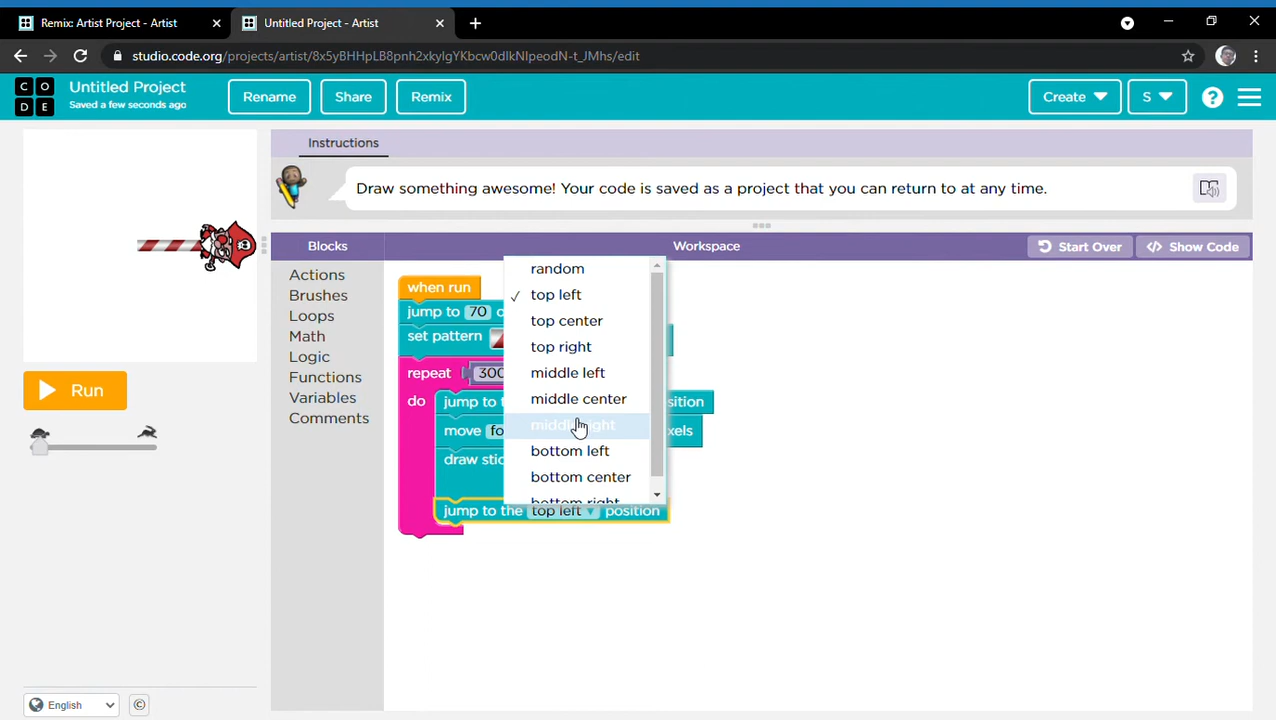 Remix: Artist Project - Artist
Untitled Project - Artist
studio.code.org/projects/artist/8x5yBHHpLB8pnh2xkylgYKbcw0dlkNlpeodN-t_JMhs/edit
C O D E
Untitled Project
Saved a few seconds ago
Rename
Share
Remix
Create
S
?
Instructions
Draw something awesome! Your code is saved as a project that you can return to at any time.
Blocks
Workspace
Start Over
</> Show Code
Actions
Brushes
Loops
Math
Logic
Functions
Variables
Comments
when run
jump to 70
set pattern
repeat 300
do
jump to
move
draw
jump to the top left position
random
✓ top left
top center
top right
middle left
middle center
middle right
bottom left
bottom center
bottom right
Run
English
©